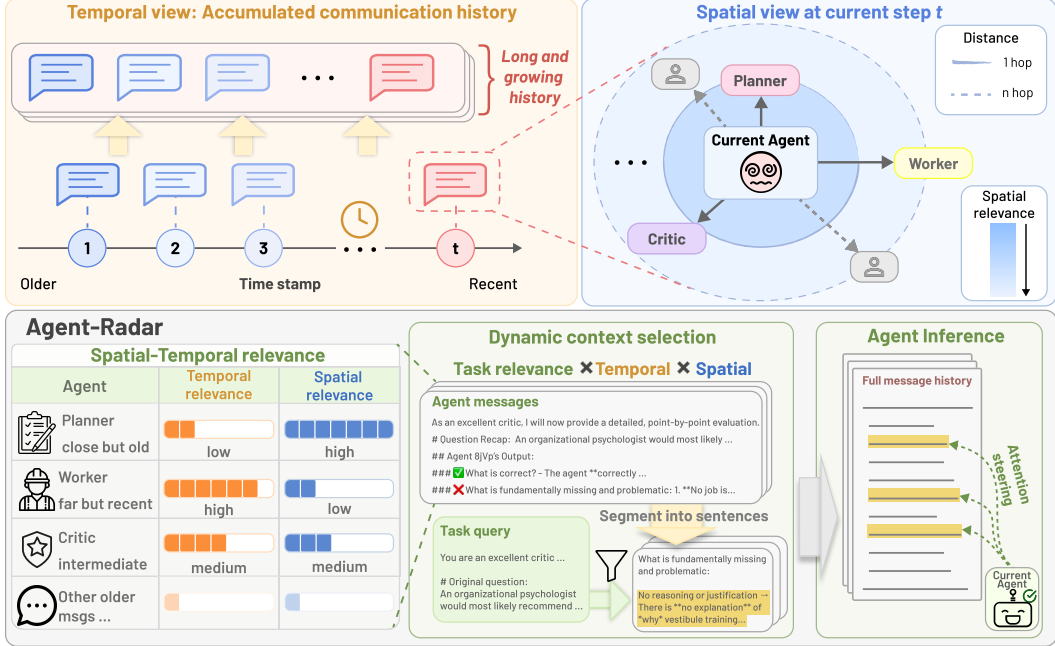 Temporal view: Accumulated communication history
Long and
growing
history
1
2
3
t
Older
Time stamp
Recent
Spatial view at current step t
Distance
1 hop
n hop
Planner
Current Agent
Worker
Critic
Spatial
relevance
Agent-Radar
Spatial-Temporal relevance
Agent
Temporal
relevance
Spatial
relevance
Planner
close but old
low
high
Worker
far but recent
high
low
Critic
intermediate
medium
medium
Other older
msgs ...
Dynamic context selection
Task relevance ✖ Temporal ✖ Spatial
Agent messages
As an excellent critic, I will now provide a detailed, point-by-point evaluation.
# Question Recap: An organizational psychologist would most likely ...
## Agent 8jVp's Output:
### ✅ What is correct? - The agent **correctly ...
### ❌ What is fundamentally missing and problematic: 1. **No job is...
Segment into sentences
Task query
You are an excellent critic ...
# Original question:
An organizational psychologist
would most likely recommend ...
What is fundamentally missing
and problematic:
No reasoning or justification →
There is **no explanation** of
*why* vestibule training...
Agent Inference
Full message history
Attention
steering
Current
Agent